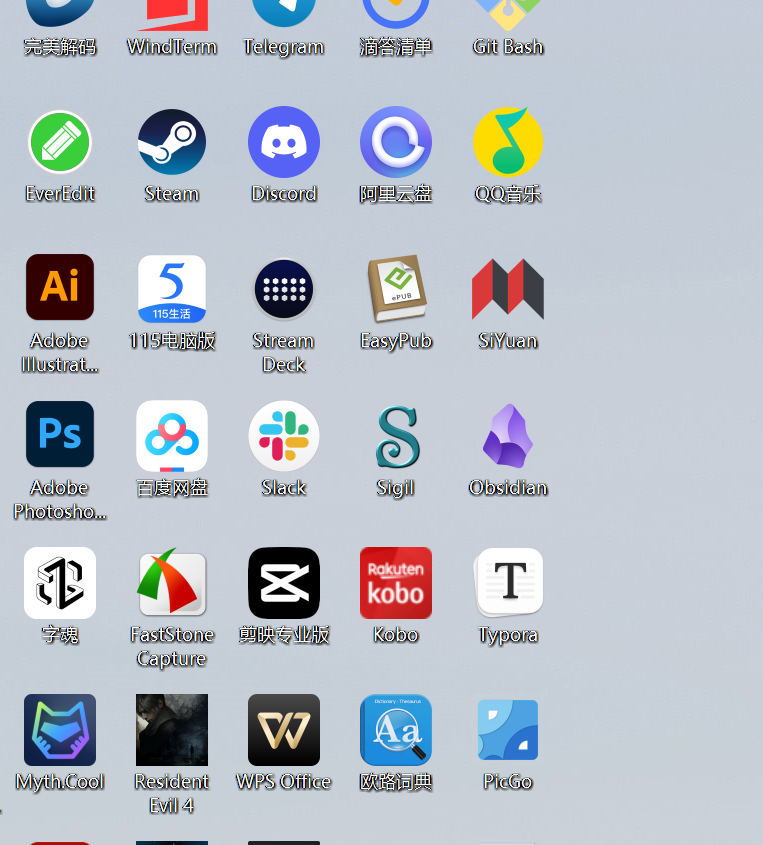 完美解码 WindTerm Telegram 滴答清单 Git Bash
EverEdit Steam Discord 阿里云盘 QQ音乐
Ai 5 115生活 ePUB
Adobe Illustrat... 115电脑版 Stream Deck EasyPub SiYuan
Ps
Adobe Photosho... 百度网盘 Slack Sigil Obsidian
Rakuten kobo T
字魂 FastStone Capture 剪映专业版 Kobo Typora
Dictionary · Thesaurus Aa
Myth.Cool Resident Evil 4 WPS Office 欧路词典 PicGo